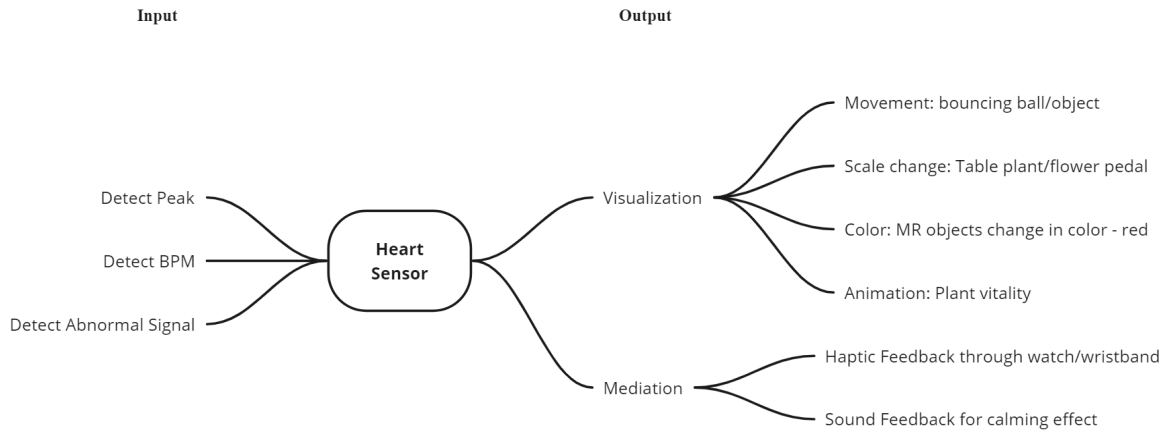 Input
Output
Detect Peak
Detect BPM
Detect Abnormal Signal
Heart
Sensor
Visualization
Movement: bouncing ball/object
Scale change: Table plant/flower pedal
Color: MR objects change in color - red
Animation: Plant vitality
Mediation
Haptic Feedback through watch/wristband
Sound Feedback for calming effect